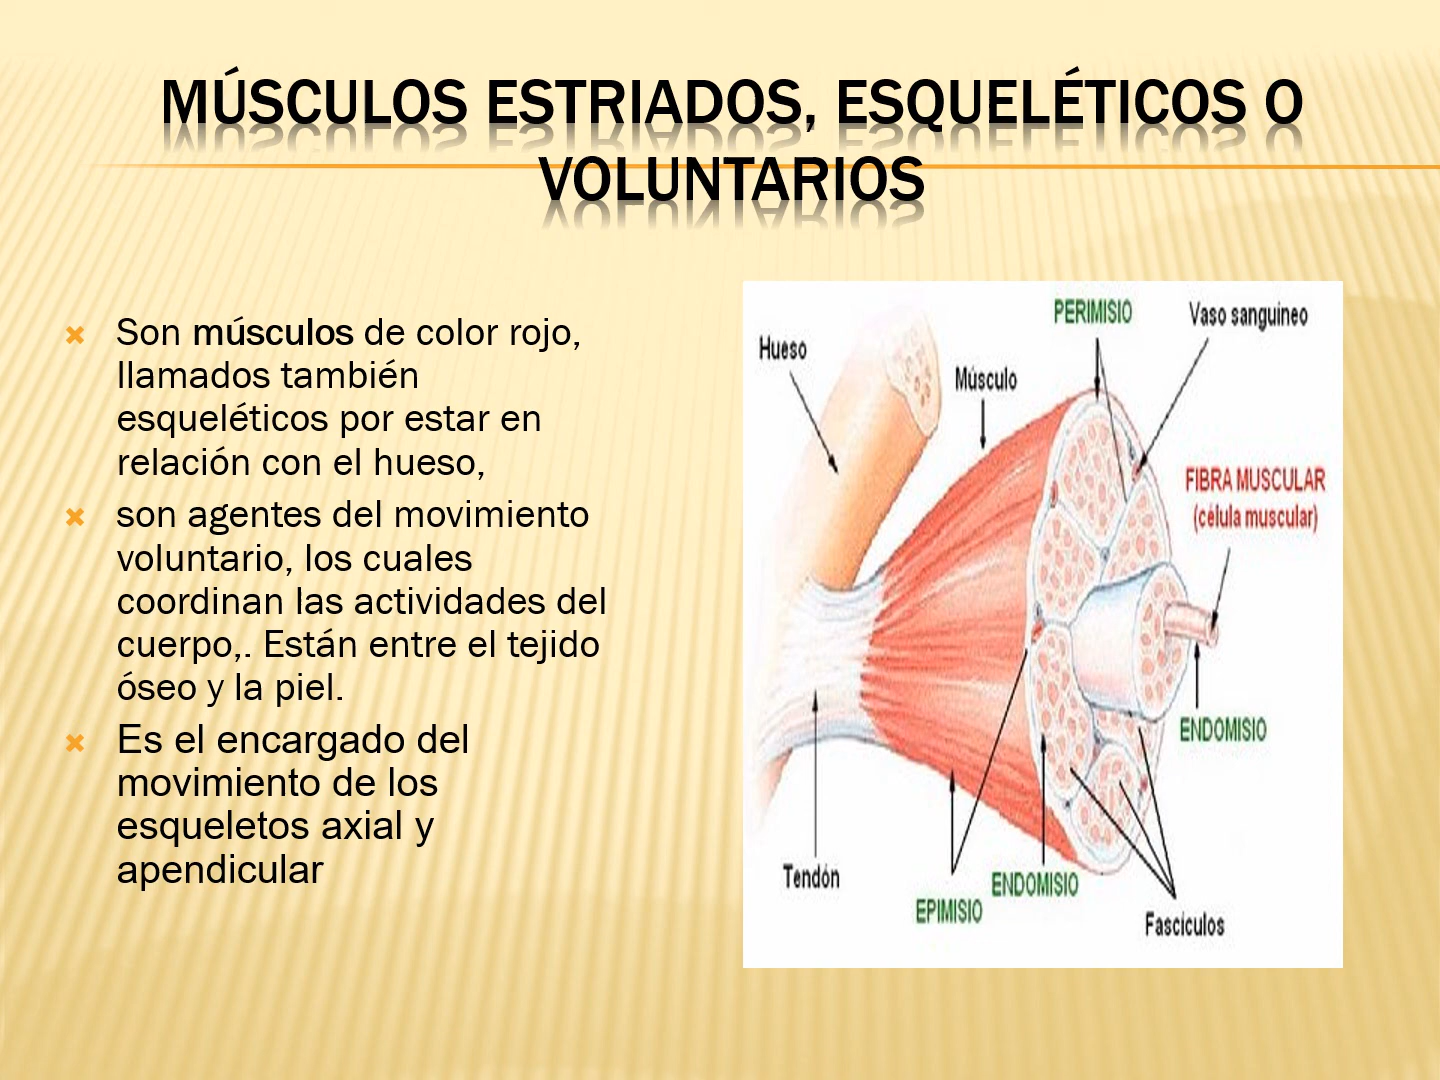 MÚSCULOS ESTRIADOS, ESQUELÉTICOS O
VOLUNTARIOS
Son músculos de color rojo,
llamados también
esqueléticos por estar en
relación con el hueso,
son agentes del movimiento
voluntario, los cuales
coordinan las actividades del
cuerpo,. Están entre el tejido
óseo y la piel.
Es el encargado del
movimiento de los
esqueletos axial y
apendicular
PERIMISIO
Vaso sanguineo
Hueso
Músculo
FIBRA MUSCULAR
(célula muscular)
ENDOMISIO
Tendón
ENDOMISIO
EPIMISIO
Fascículos